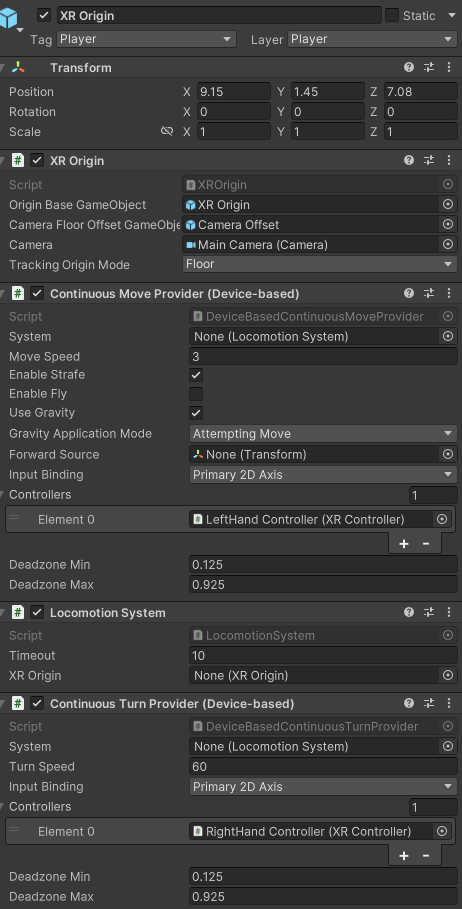 XR Origin Static
Tag Player Layer Player
Transform
Position X 9.15 Y 1.45 Z 7.08
Rotation X 0 Y 0 Z 0
Scale X 1 Y 1 Z 1
# XR Origin
Script # XROrigin
Origin Base GameObject XR Origin
Camera Floor Offset GameObje Camera Offset
Camera Main Camera (Camera)
Tracking Origin Mode Floor
# Continuous Move Provider (Device-based)
Script # DeviceBasedContinuousMoveProvider
System None (Locomotion System)
Move Speed 3
Enable Strafe
Enable Fly
Use Gravity
Gravity Application Mode Attempting Move
Forward Source None (Transform)
Input Binding Primary 2D Axis
Controllers 1
Element 0 # LeftHand Controller (XR Controller)
+ -
Deadzone Min 0.125
Deadzone Max 0.925
# Locomotion System
Script # LocomotionSystem
Timeout 10
XR Origin None (XR Origin)
# Continuous Turn Provider (Device-based)
Script # DeviceBasedContinuousTurnProvider
System None (Locomotion System)
Turn Speed 60
Input Binding Primary 2D Axis
Controllers 1
Element 0 # RightHand Controller (XR Controller)
+ -
Deadzone Min 0.125
Deadzone Max 0.925